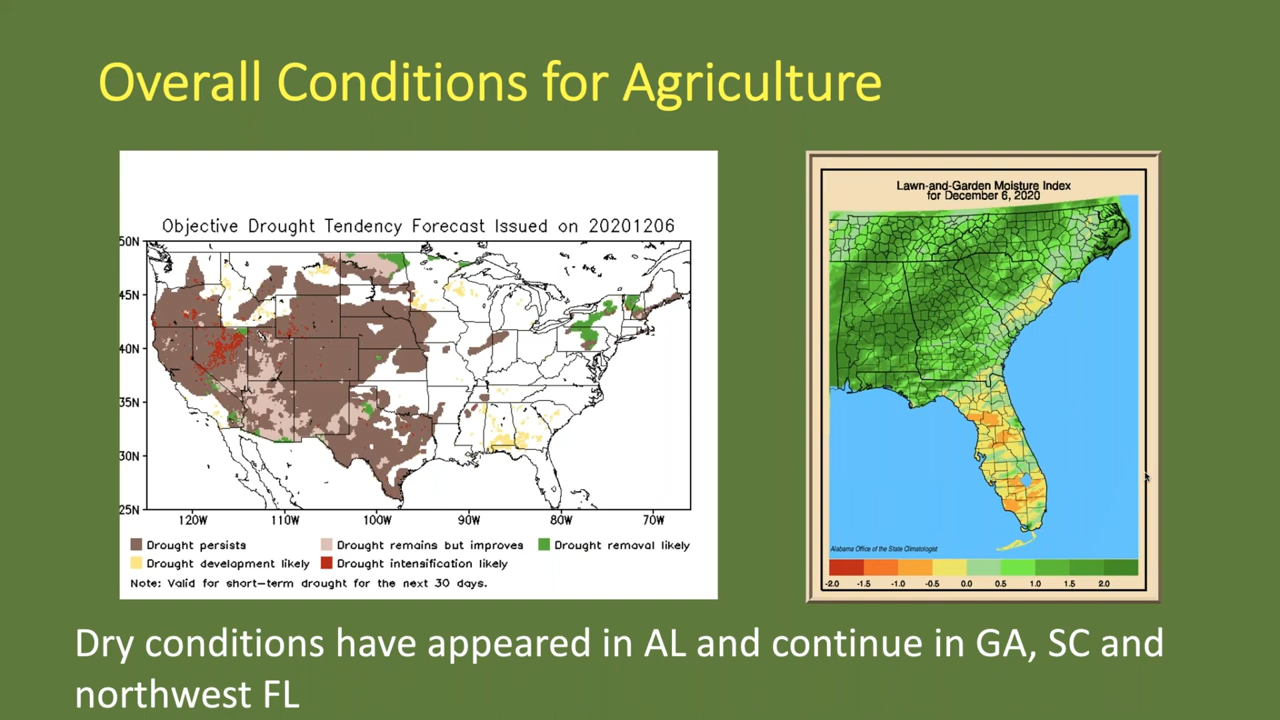 Overall Conditions for Agriculture
Objective Drought Tendency Forecast Issued on 20201206
50N
45N
40N
35N
30N
25N
120W 110W 100W 90W 80W 70W
Drought persists Drought remains but improves Drought removal likely
Drought development likely Drought intensification likely
Note: Valid for short-term drought for the next 30 days.
Lawn-and-Garden Moisture Index
for December 6, 2020
Alabama Office of the State Climatologist
-2.0 -1.5 -1.0 -0.5 0.0 0.5 1.0 1.5 2.0
Dry conditions have appeared in AL and continue in GA, SC and
northwest FL